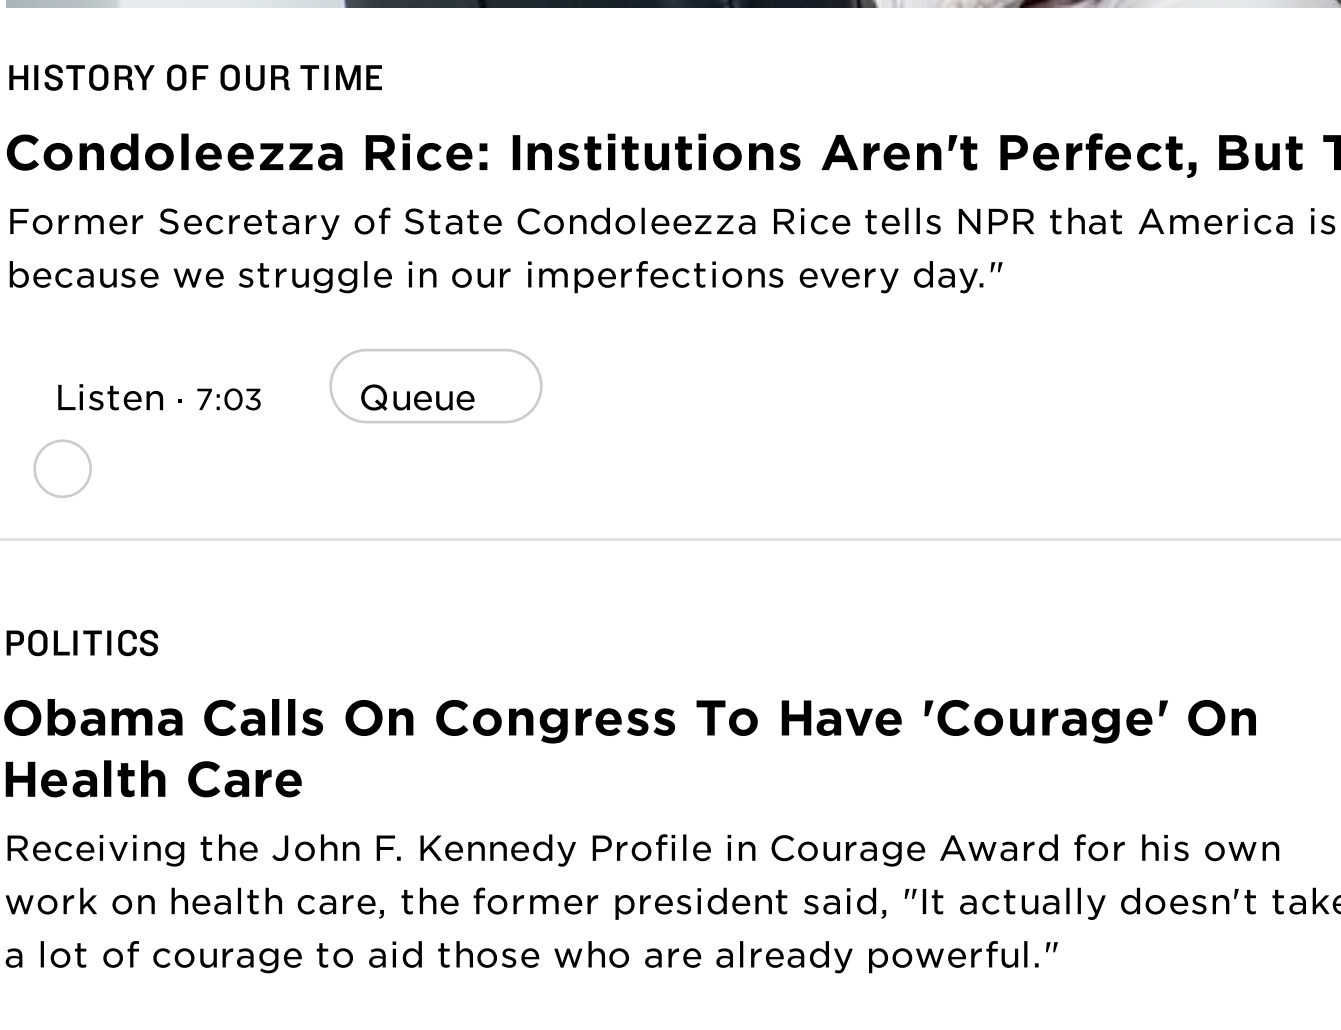 HISTORY OF OUR TIME
Condoleezza Rice: Institutions Aren't Perfect, But
Former Secretary of State Condoleezza Rice tells NPR that America is
because we struggle in our imperfections every day."
Listen · 7:03
Queue
POLITICS
Obama Calls On Congress To Have 'Courage' On
Health Care
Receiving the John F. Kennedy Profile in Courage Award for his own
work on health care, the former president said, "It actually doesn't take
a lot of courage to aid those who are already powerful."